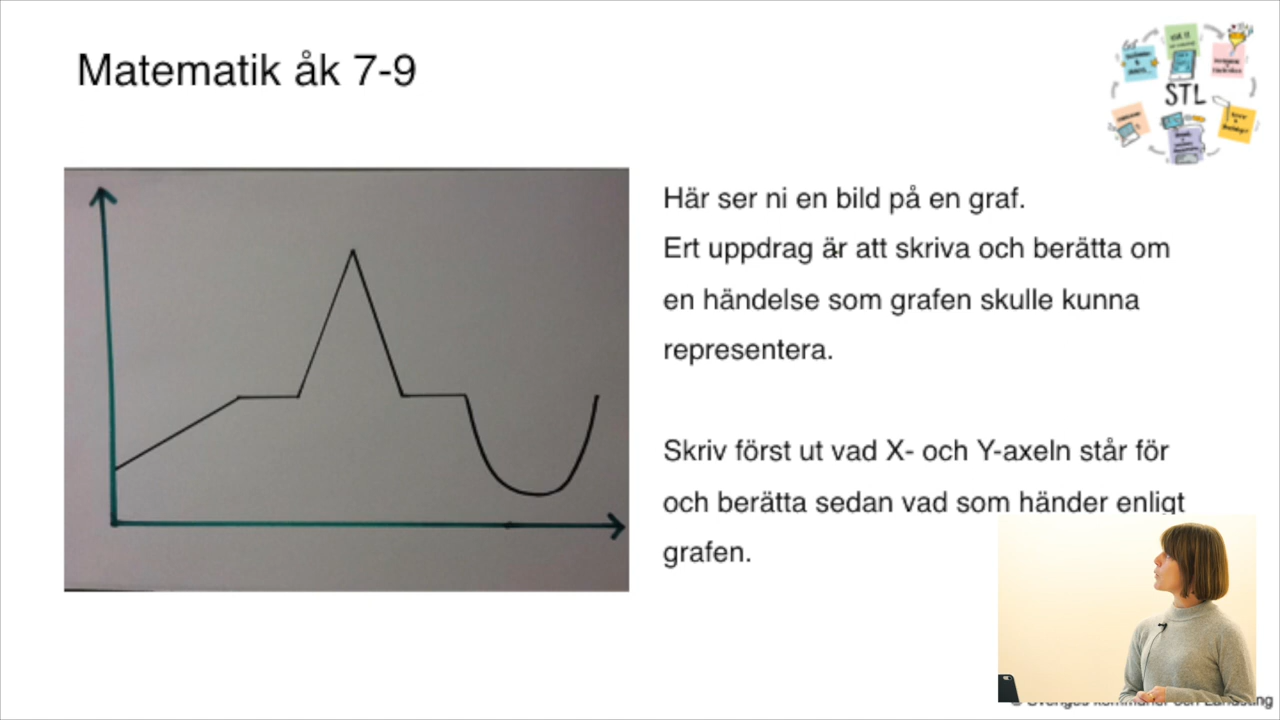 Matematik åk 7-9
STL
Här ser ni en bild på en graf.
Ert uppdrag är att skriva och berätta om
en händelse som grafen skulle kunna
representera.
Skriv först ut vad X- och Y-axeln står för
och berätta sedan vad som händer enligt
grafen.